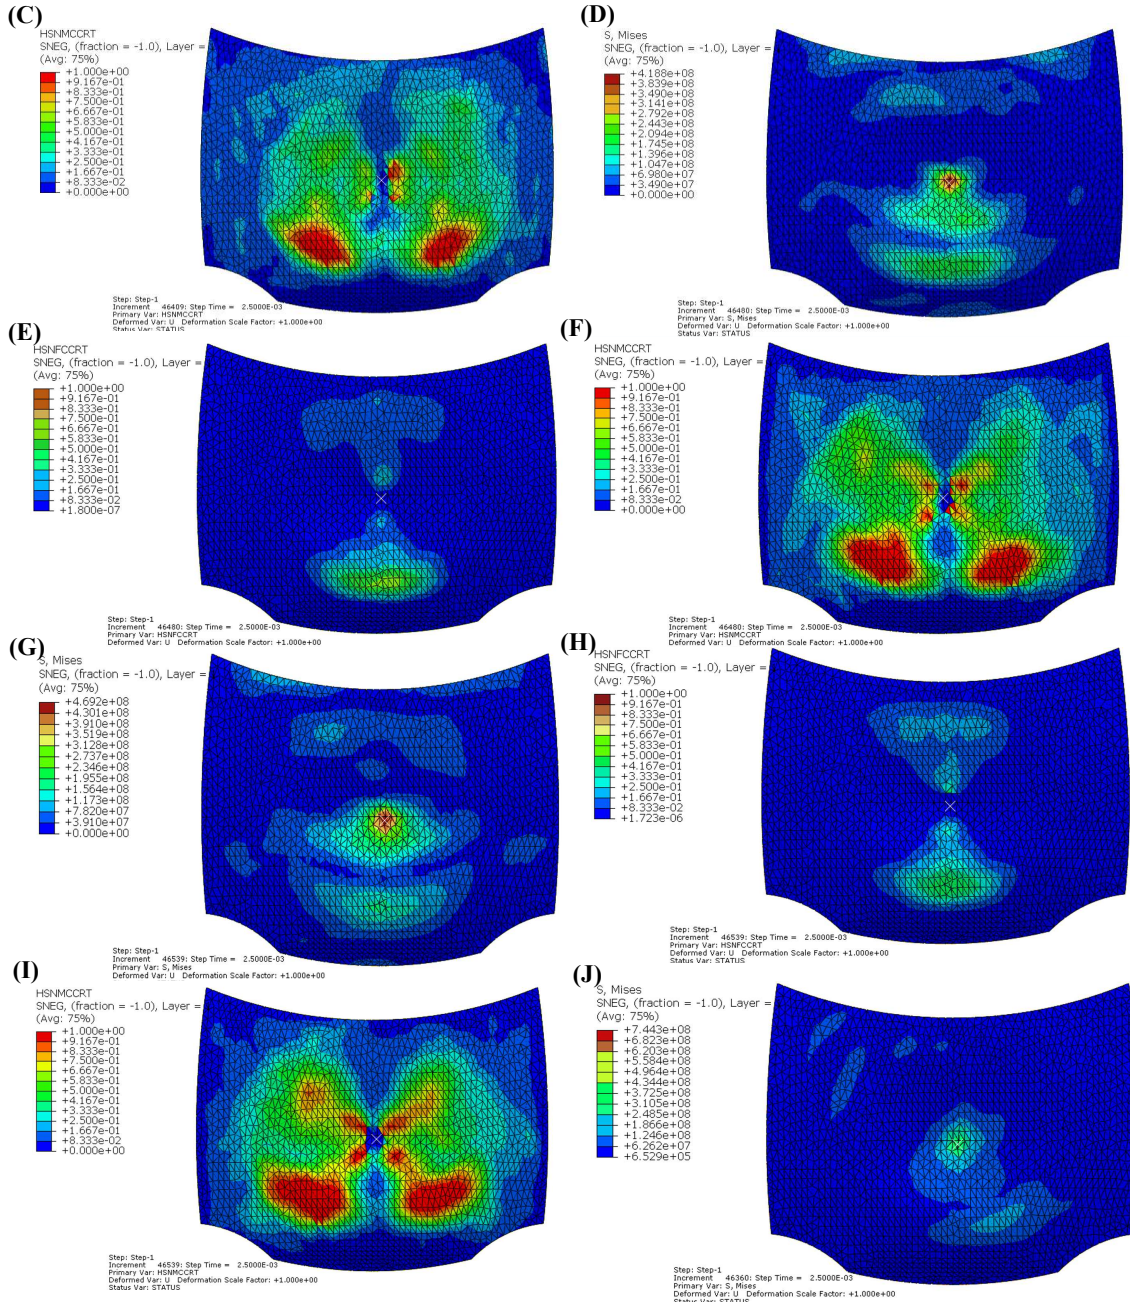 (C)
HSNMCCRT
SNEG, (fraction = -1.0), Layer =
(Avg: 75%)
+1.000e+00
+9.167e-01
+8.333e-01
+7.500e-01
+6.667e-01
+5.833e-01
+5.000e-01
+4.167e-01
+3.333e-01
+2.500e-01
+1.667e-01
+8.333e-02
+0.000e+00
Step: Step-1
Increment 46409: Step Time = 2.5000E-03
Primary Var: HSNMCCRT
Deformed Var: U Deformation Scale Factor: +1.000e+00
Status Var: STATUS
(D)
S, Mises
SNEG, (fraction = -1.0), Layer =
(Avg: 75%)
+4.188e+08
+3.839e+08
+3.490e+08
+3.141e+08
+2.792e+08
+2.443e+08
+2.094e+08
+1.745e+08
+1.396e+08
+1.047e+08
+6.980e+07
+3.490e+07
+0.000e+00
Step: Step-1
Increment 46480: Step Time = 2.5000E-03
Primary Var: S, Mises
Deformed Var: U Deformation Scale Factor: +1.000e+00
Status Var: STATUS
(E)
HSNFCCRT
SNEG, (fraction = -1.0), Layer =
(Avg: 75%)
+1.000e+00
+9.167e-01
+8.333e-01
+7.500e-01
+6.667e-01
+5.833e-01
+5.000e-01
+4.167e-01
+3.333e-01
+2.500e-01
+1.667e-01
+8.333e-02
+1.800e-07
Step: Step-1
Increment 46480: Step Time = 2.5000E-03
Primary Var: HSNFCCRT
Deformed Var: U Deformation Scale Factor: +1.000e+00
(F)
HSNMCCRT
SNEG, (fraction = -1.0), Layer =
(Avg: 75%)
+1.000e+00
+9.167e-01
+8.333e-01
+7.500e-01
+6.667e-01
+5.833e-01
+5.000e-01
+4.167e-01
+3.333e-01
+2.500e-01
+1.667e-01
+8.333e-02
+0.000e+00
Step: Step-1
Increment 46480: Step Time = 2.5000E-03
Primary Var: HSNMCCRT
Deformed Var: U Deformation Scale Factor: +1.000e+00
Status Var: STATUS
(G)
S, Mises
SNEG, (fraction = -1.0), Layer =
(Avg: 75%)
+4.692e+08
+4.301e+08
+3.910e+08
+3.519e+08
+3.128e+08
+2.737e+08
+2.346e+08
+1.955e+08
+1.564e+08
+1.173e+08
+7.820e+07
+3.910e+07
+0.000e+00
Step: Step-1
Increment 46539: Step Time = 2.5000E-03
Primary Var: S, Mises
Deformed Var: U Deformation Scale Factor: +1.000e+00
(H)
HSNFCCRT
SNEG, (fraction = -1.0), Layer =
(Avg: 75%)
+1.000e+00
+9.167e-01
+8.333e-01
+7.500e-01
+6.667e-01
+5.833e-01
+5.000e-01
+4.167e-01
+3.333e-01
+2.500e-01
+1.667e-01
+8.333e-02
+1.723e-06
Step: Step-1
Increment 46539: Step Time = 2.5000E-03
Primary Var: HSNFCCRT
Deformed Var: U Deformation Scale Factor: +1.000e+00
Status Var: STATUS
(I)
HSNMCCRT
SNEG, (fraction = -1.0), Layer =
(Avg: 75%)
+1.000e+00
+9.167e-01
+8.333e-01
+7.500e-01
+6.667e-01
+5.833e-01
+5.000e-01
+4.167e-01
+3.333e-01
+2.500e-01
+1.667e-01
+8.333e-02
+0.000e+00
Step: Step-1
Increment 46539: Step Time = 2.5000E-03
Primary Var: HSNMCCRT
Deformed Var: U Deformation Scale Factor: +1.000e+00
Status Var: STATUS
(J)
S, Mises
SNEG, (fraction = -1.0), Layer =
(Avg: 75%)
+7.443e+08
+6.823e+08
+6.203e+08
+5.584e+08
+4.964e+08
+4.344e+08
+3.725e+08
+3.105e+08
+2.485e+08
+1.866e+08
+1.246e+08
+6.262e+07
+6.529e+05
Step: Step-1
Increment 46360: Step Time = 2.5000E-03
Primary Var: S, Mises
Deformed Var: U Deformation Scale Factor: +1.000e+00
Status Var: STATUS